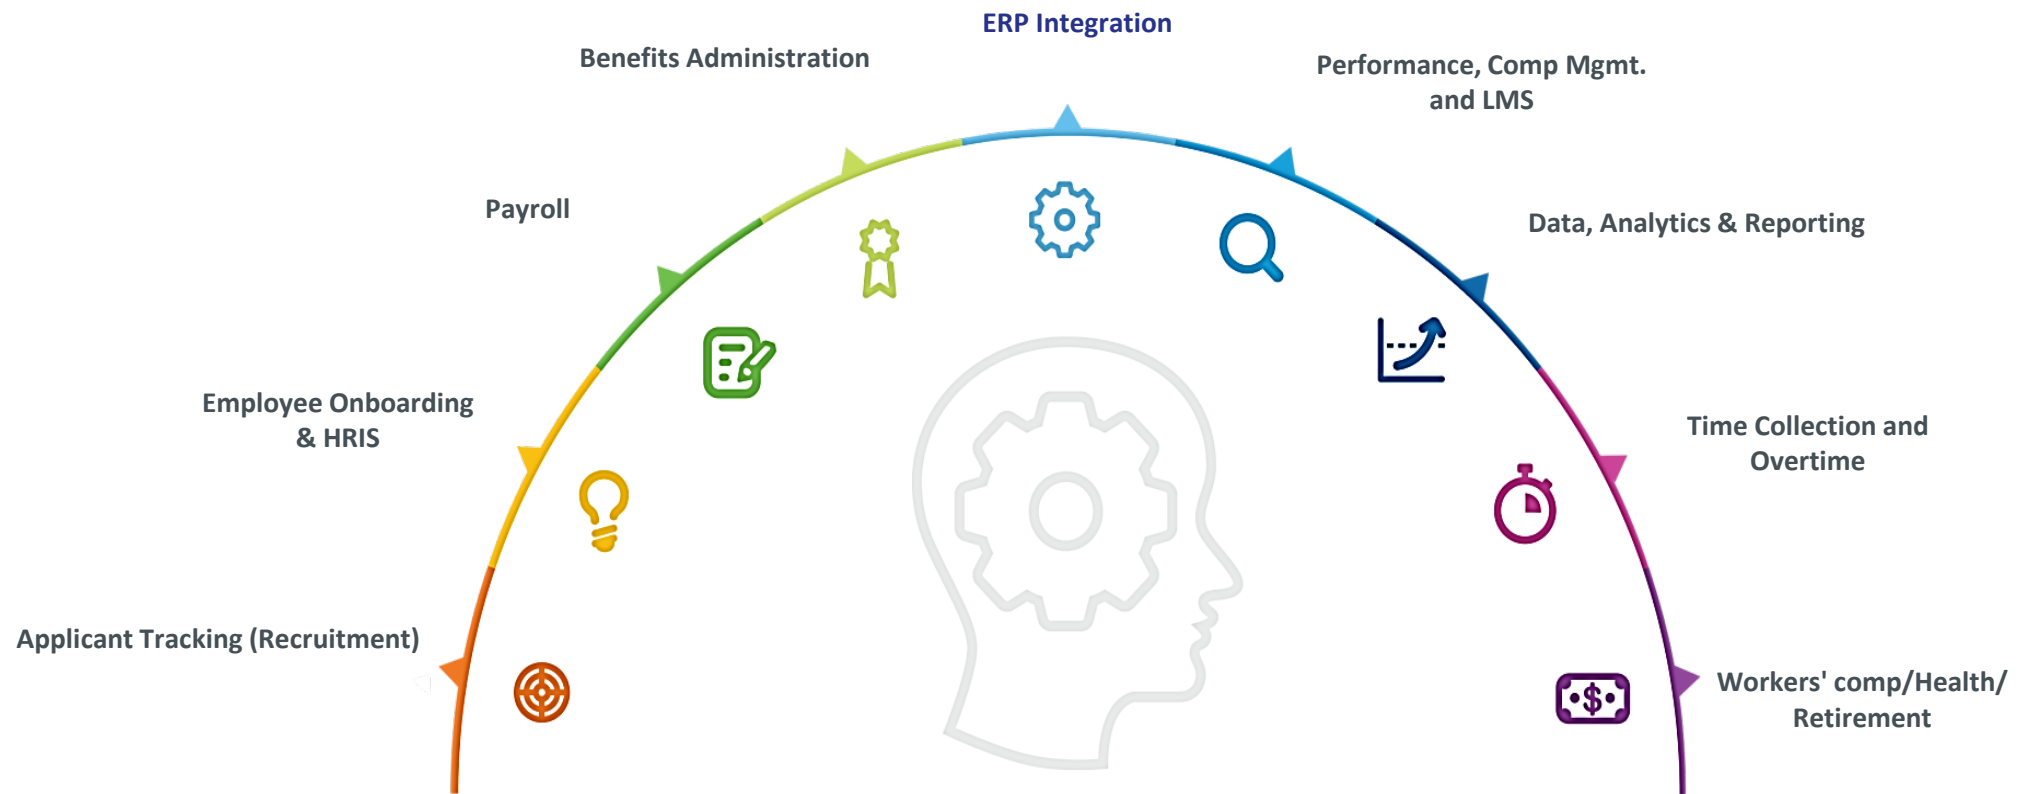 ERP Integration
Benefits Administration
Performance, Comp Mgmt.
and LMS
Payroll
Data, Analytics & Reporting
Employee Onboarding
& HRIS
Time Collection and
Overtime
Applicant Tracking (Recruitment)
Workers' comp/Health/
Retirement
$